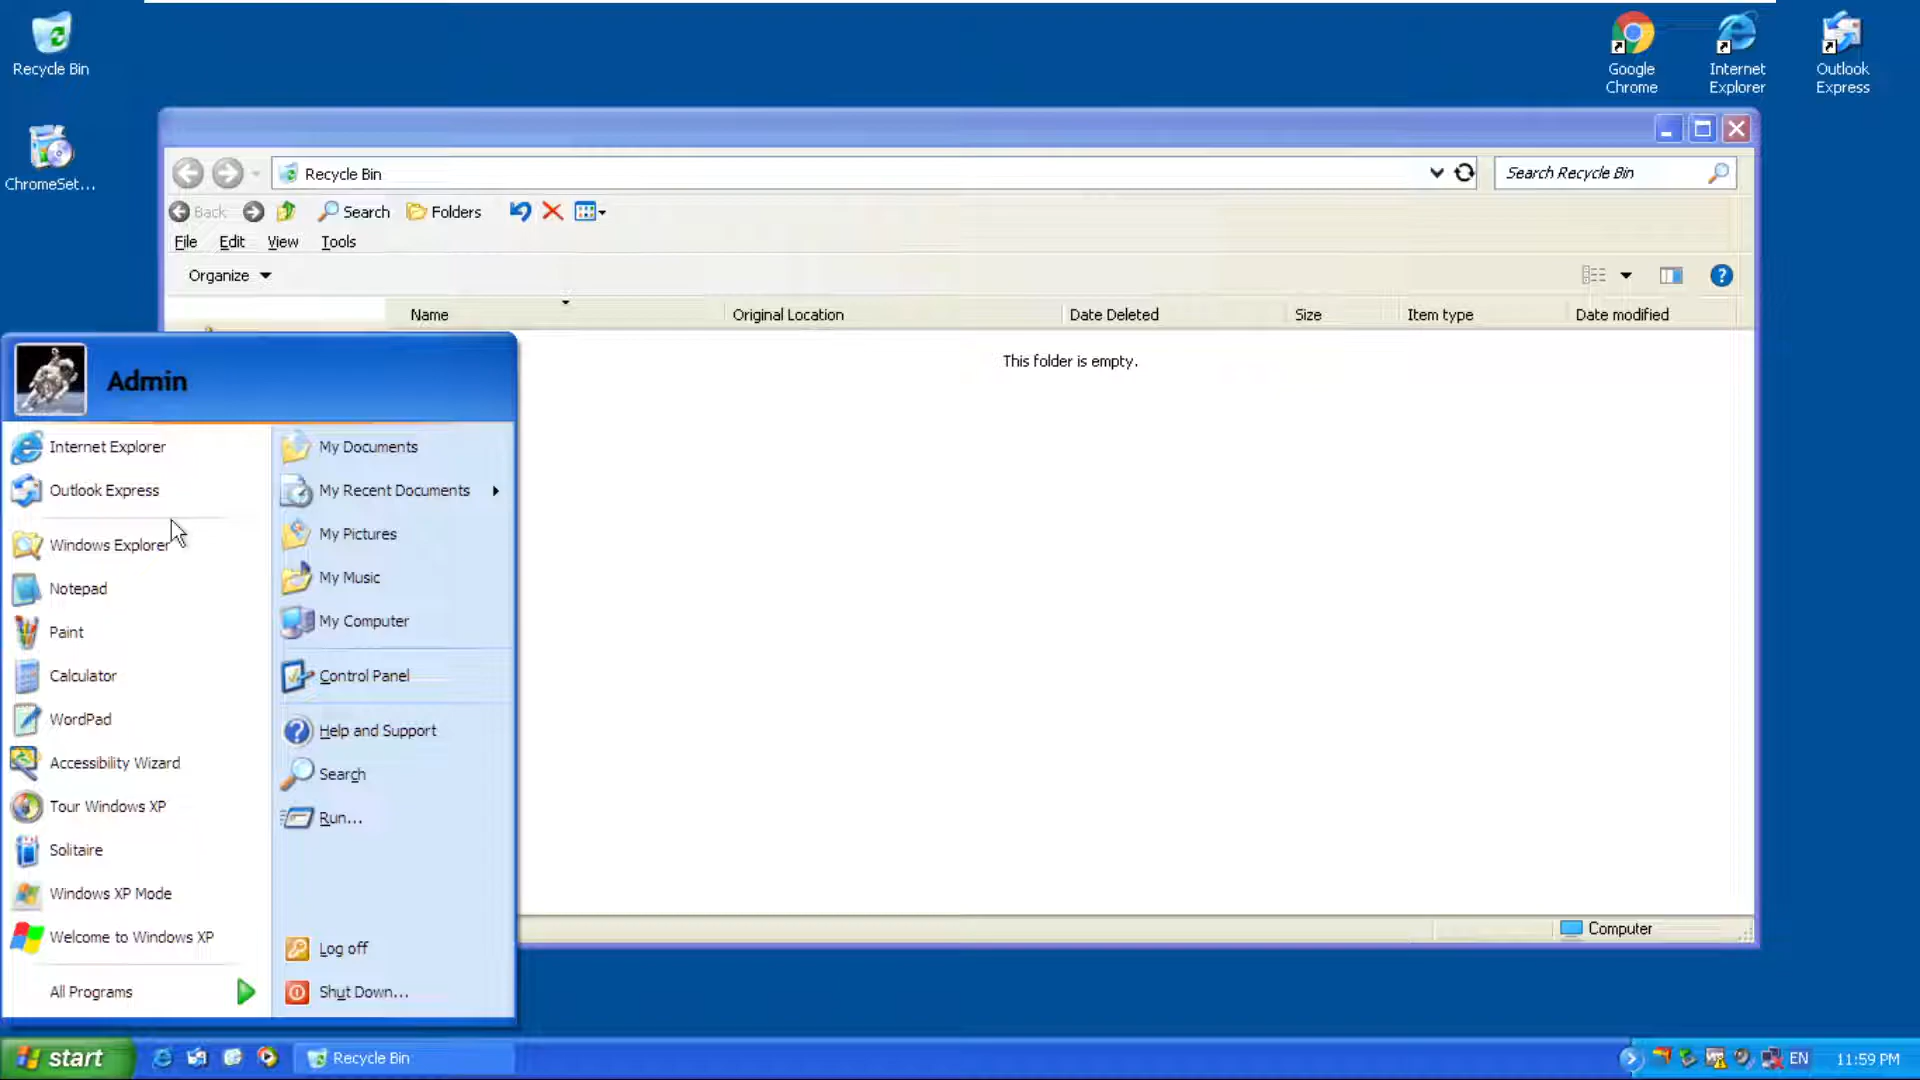 Recycle Bin
ChromeSet...
Google
Chrome
Internet
Explorer
Outlook
Express
Recycle Bin
Search Recycle Bin
Back
Search
Folders
File Edit View Tools
Organize
Name Original Location Date Deleted Size Item type Date modified
This folder is empty.
Computer
Admin
Internet Explorer
Outlook Express
Windows Explorer
Notepad
Paint
Calculator
WordPad
Accessibility Wizard
Tour Windows XP
Solitaire
Windows XP Mode
Welcome to Windows XP
All Programs
My Documents
My Recent Documents
My Pictures
My Music
My Computer
Control Panel
Help and Support
Search
Run...
Log off
Shut Down...
start
Recycle Bin
EN
11:59 PM